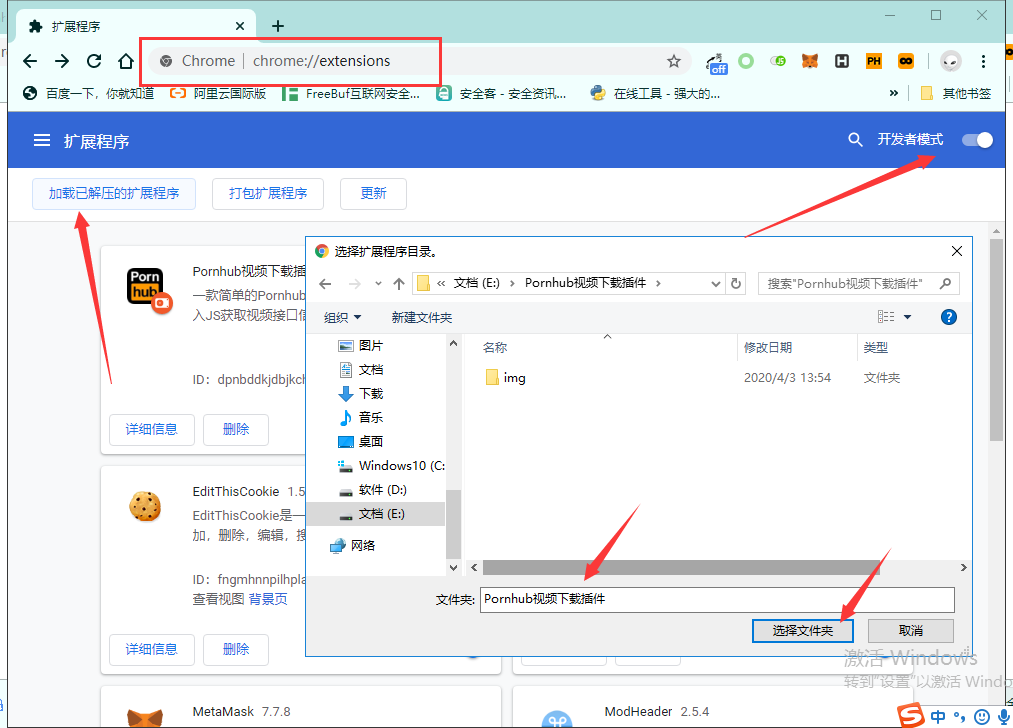 扩展程序
Chrome | chrome://extensions
off
PH
百度一下，你就知道 阿里云国际版 FreeBuf互联网安全... 安全客 - 安全资讯... 在线工具 - 强大的... » 其他书签
扩展程序 开发者模式
加载已解压的扩展程序 打包扩展程序 更新
Porn
hub
Pornhub视频下载插
一款简单的Pornhub
入JS获取视频接口信
ID：dpnbddkjdbjkch
详细信息 删除
EditThisCookie 1.5
EditThisCookie是一
加，删除，编辑，搜
ID：fngmhnnpilhpla
查看视图 背景页
详细信息 删除
MetaMask 7.7.8
ModHeader 2.5.4
选择扩展程序目录。
« 文档 (E:) › Pornhub视频下载插件 ›
搜索"Pornhub视频下载插件"
组织 新建文件夹
图片
文档
下载
音乐
桌面
Windows10 (C:
软件 (D:)
文档 (E:)
网络
名称 修改日期 类型
img 2020/4/3 13:54 文件夹
文件夹: Pornhub视频下载插件
选择文件夹 取消
激活 Windows
转到"设置"以激活 Windo
中